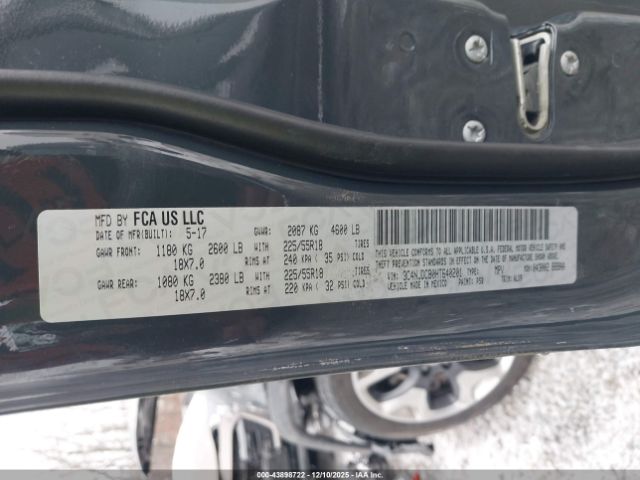 MFD BY FCA US LLC
DATE OF MFR(BUILT): 5-17 GVWR: 2087 KG 4600 LB
GAWR FRONT: 1180 KG 2600 LB WITH 225/55R18 TIRES
18X7.0 RIMS AT 240 KPA ( 35 PSI) COLD
GAWR REAR: 1080 KG 2380 LB WITH 225/55R18 TIRES
18X7.0 RIMS AT 220 KPA ( 32 PSI) COLD
THIS VEHICLE CONFORMS TO ALL APPLICABLE U.S.A. FEDERAL MOTOR VEHICLE SAFETY AND
THEFT PREVENTION STANDARDS IN EFFECT ON THE DATE OF MANUFACTURE SHOWN ABOVE.
VIN: TYPE: MPV
MADE IN MEXICO PAINT: TRIM:
000-43898722 - 12/10/2025 -